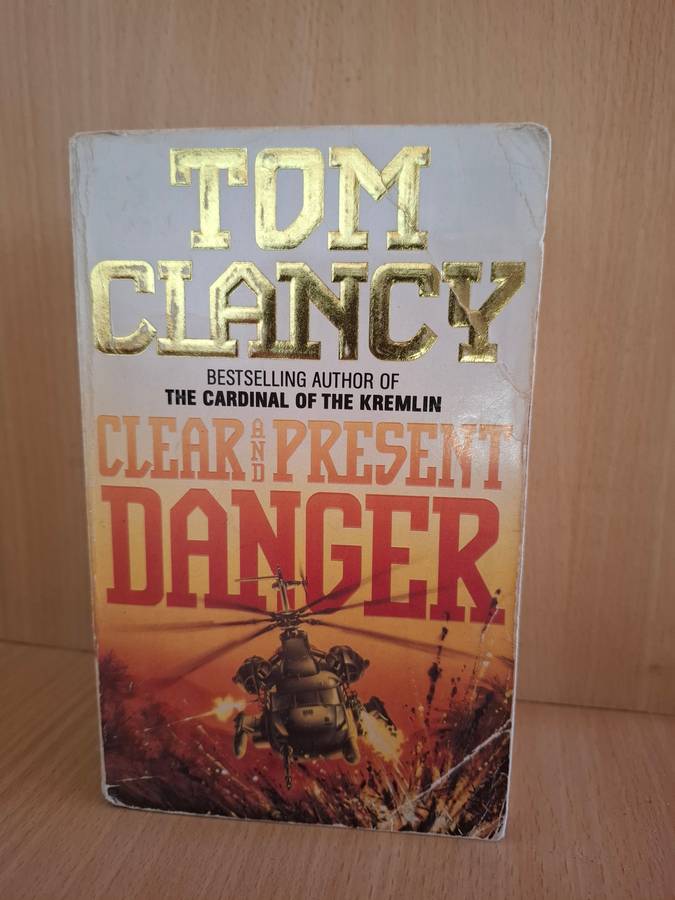 TOM
CLANCY
BESTSELLING AUTHOR OF
THE CARDINAL OF THE KREMLIN
CLEAR AND PRESENT
DANGER